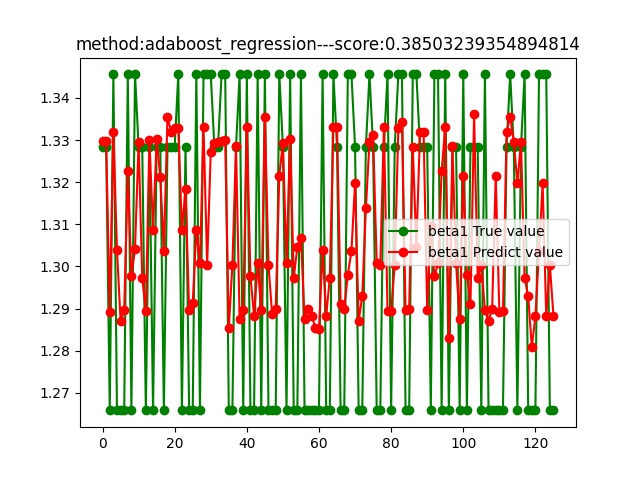 method:adaboost_regression---score:0.38503239354894814
1.34
1.33
1.32
1.31
1.30
1.29
1.28
1.27
beta1 True value
beta1 Predict value
0 20 40 60 80 100 120